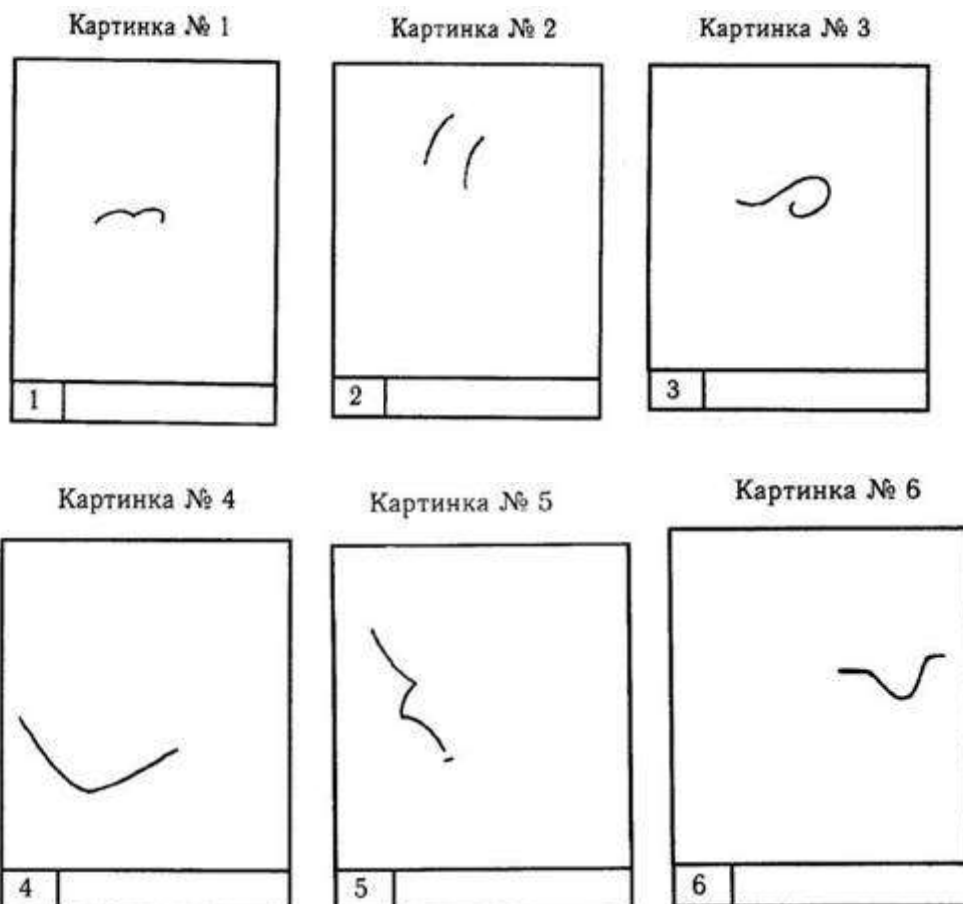 Картинка № 1
Картинка № 2
Картинка № 3
1
2
3
Картинка № 4
Картинка № 5
Картинка № 6
4
5
6